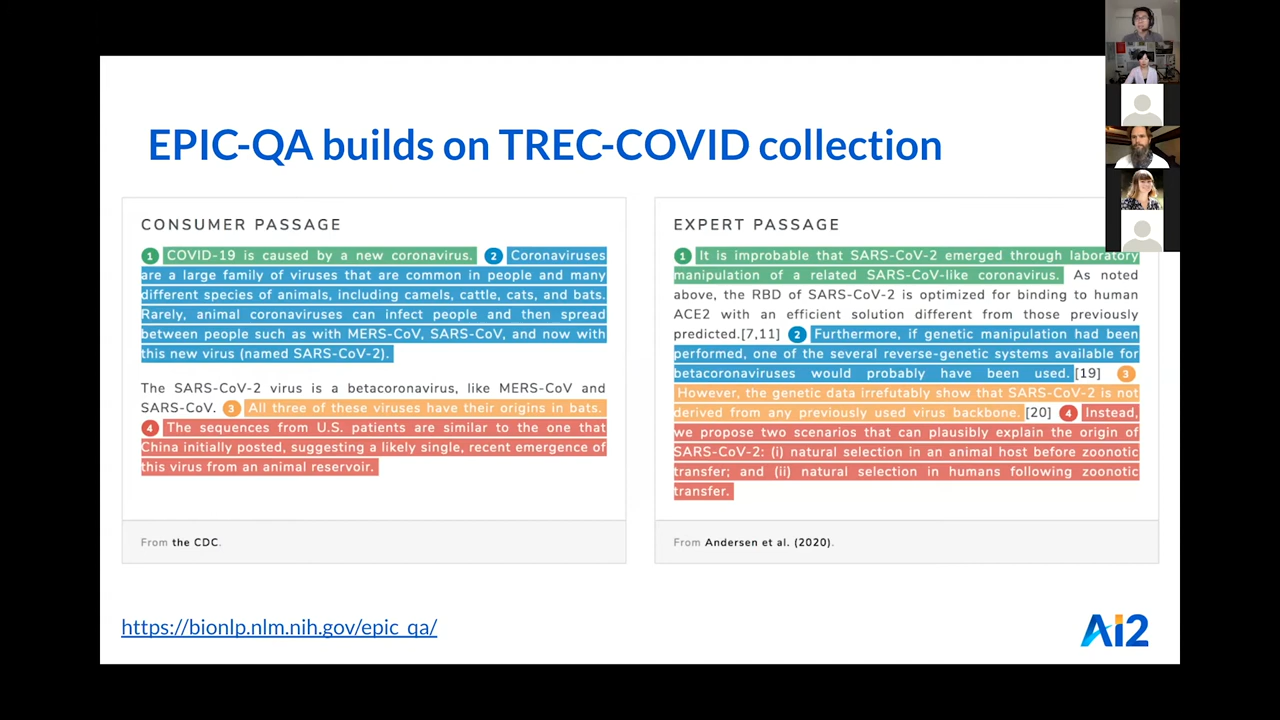 EPIC-QA builds on TREC-COVID collection
CONSUMER PASSAGE
1 COVID-19 is caused by a new coronavirus. 2 Coronaviruses
are a large family of viruses that are common in people and many
different species of animals, including camels, cattle, cats, and bats.
Rarely, animal coronaviruses can infect people and then spread
between people such as with MERS-CoV, SARS-CoV, and now with
this new virus (named SARS-CoV-2).
The SARS-CoV-2 virus is a betacoronavirus, like MERS-CoV and
SARS-CoV. 3 All three of these viruses have their origins in bats.
4 The sequences from U.S. patients are similar to the one that
China initially posted, suggesting a likely single, recent emergence of
this virus from an animal reservoir.
From the CDC.
EXPERT PASSAGE
1 It is improbable that SARS-CoV-2 emerged through laboratory
manipulation of a related SARS-CoV-like coronavirus. As noted
above, the RBD of SARS-CoV-2 is optimized for binding to human
ACE2 with an efficient solution different from those previously
predicted.[7,11] 2 Furthermore, if genetic manipulation had been
performed, one of the several reverse-genetic systems available for
betacoronaviruses would probably have been used. [19] 3
However, the genetic data irrefutably show that SARS-CoV-2 is not
derived from any previously used virus backbone. [20] 4 Instead,
we propose two scenarios that can plausibly explain the origin of
SARS-CoV-2: (i) natural selection in an animal host before zoonotic
transfer; and (ii) natural selection in humans following zoonotic
transfer.
From Andersen et al. (2020).
https://bionlp.nlm.nih.gov/epic_qa/
Ai2